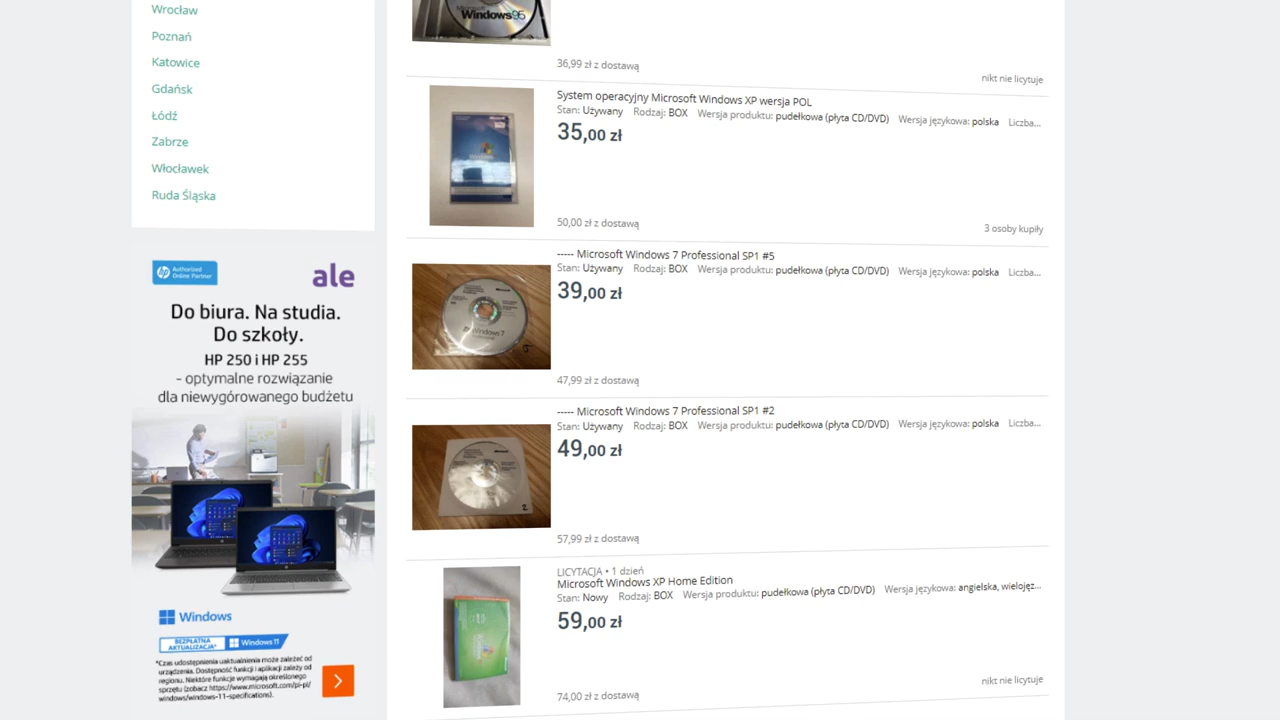 Wrocław
Poznań
Katowice
Gdańsk
Łódź
Zabrze
Włocławek
Ruda Śląska
hp Authorized
Online Partner
ale
Do biura. Na studia.
Do szkoły.
HP 250 i HP 255
- optymalne rozwiązanie
dla niewygórowanego budżetu
Windows
BEZPŁATNA
AKTUALIZACJA*
Windows 11
*Czas udostępnienia uaktualnienia może zależeć od
urządzenia. Dostępność funkcji i aplikacji zależy od
regionu. Niektóre funkcje wymagają określonego
sprzętu (zobacz https://www.microsoft.com/pl-pl/
windows/windows-11-specifications).
Microsoft
Windows95
36,99 zł z dostawą
nikt nie licytuje
System operacyjny Microsoft Windows XP wersja POL
Stan: Używany Rodzaj: BOX Wersja produktu: pudełkowa (płyta CD/DVD) Wersja językowa: polska Liczba...
35,00 zł
50,00 zł z dostawą
3 osoby kupiły
----- Microsoft Windows 7 Professional SP1 #5
Stan: Używany Rodzaj: BOX Wersja produktu: pudełkowa (płyta CD/DVD) Wersja językowa: polska Liczba...
39,00 zł
Windows 7
5
47,99 zł z dostawą
----- Microsoft Windows 7 Professional SP1 #2
Stan: Używany Rodzaj: BOX Wersja produktu: pudełkowa (płyta CD/DVD) Wersja językowa: polska Liczba...
49,00 zł
2
57,99 zł z dostawą
LICYTACJA • 1 dzień
Microsoft Windows XP Home Edition
Stan: Nowy Rodzaj: BOX Wersja produktu: pudełkowa (płyta CD/DVD) Wersja językowa: angielska, wielojęz...
59,00 zł
74,00 zł z dostawą
nikt nie licytuje